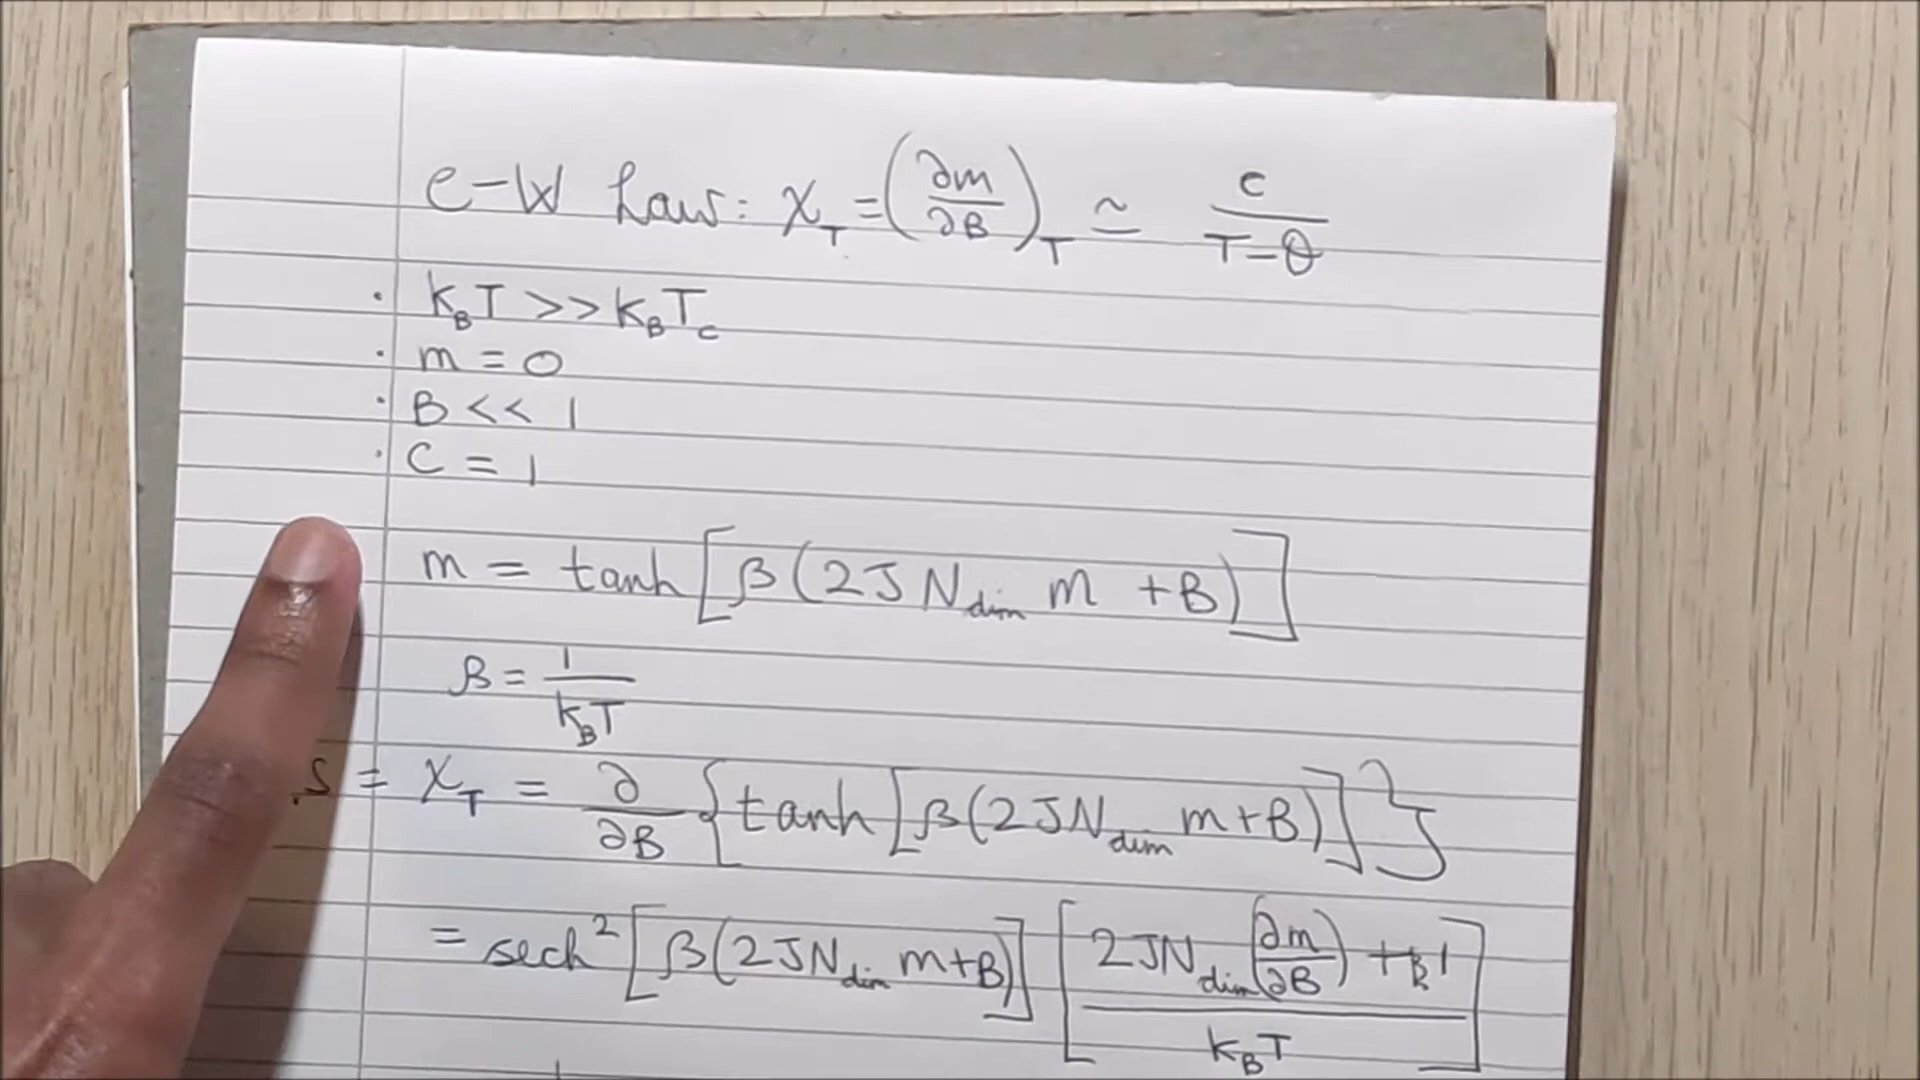 C-W Law: χ_T = (∂m/∂B)_T ≃ C/(T-θ)
· k_BT >> k_BT_c
· m = 0
· B << 1
· C = 1
m = tanh[β(2JN_dim m + B)]
β = 1/(k_BT)
s = χ_T = ∂/∂B {tanh[β(2JN_dim m+B)]}
= sech²[β(2JN_dim m+B)] [(2JN_dim(∂m/∂B) + 1)/(k_BT)]